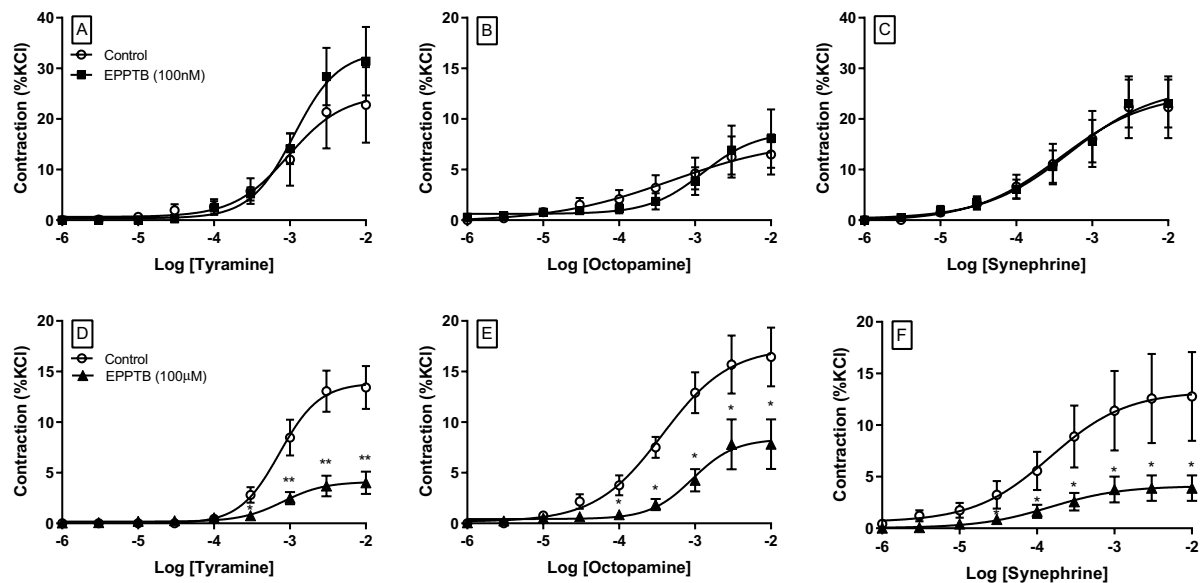 A
B
C
Control
EPPTB (100nM)
Contraction (%KCl)
40
30
20
10
0
-6 -5 -4 -3 -2
Log [Tyramine]
Contraction (%KCl)
20
15
10
5
0
-6 -5 -4 -3 -2
Log [Octopamine]
Contraction (%KCl)
40
30
20
10
0
-6 -5 -4 -3 -2
Log [Synephrine]
D
E
F
Control
EPPTB (100µM)
Contraction (%KCl)
20
15
10
5
0
* ** ** **
-6 -5 -4 -3 -2
Log [Tyramine]
Contraction (%KCl)
20
15
10
5
0
* * * * *
-6 -5 -4 -3 -2
Log [Octopamine]
Contraction (%KCl)
20
15
10
5
0
* * * * * *
-6 -5 -4 -3 -2
Log [Synephrine]